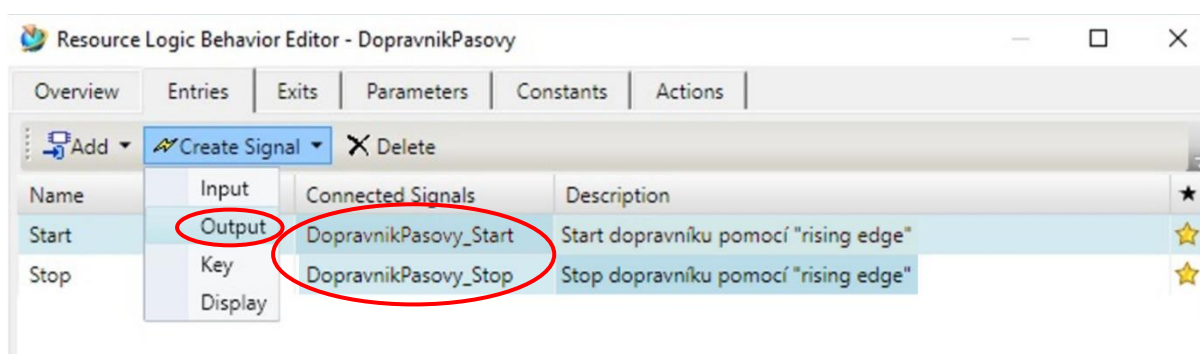 Resource Logic Behavior Editor - DopravnikPasovy
Overview Entries Exits Parameters Constants Actions
Add Create Signal Delete
Name Input Connected Signals Description
Start Output DopravnikPasovy_Start Start dopravníku pomocí "rising edge"
Stop Key DopravnikPasovy_Stop Stop dopravníku pomocí "rising edge"
Display